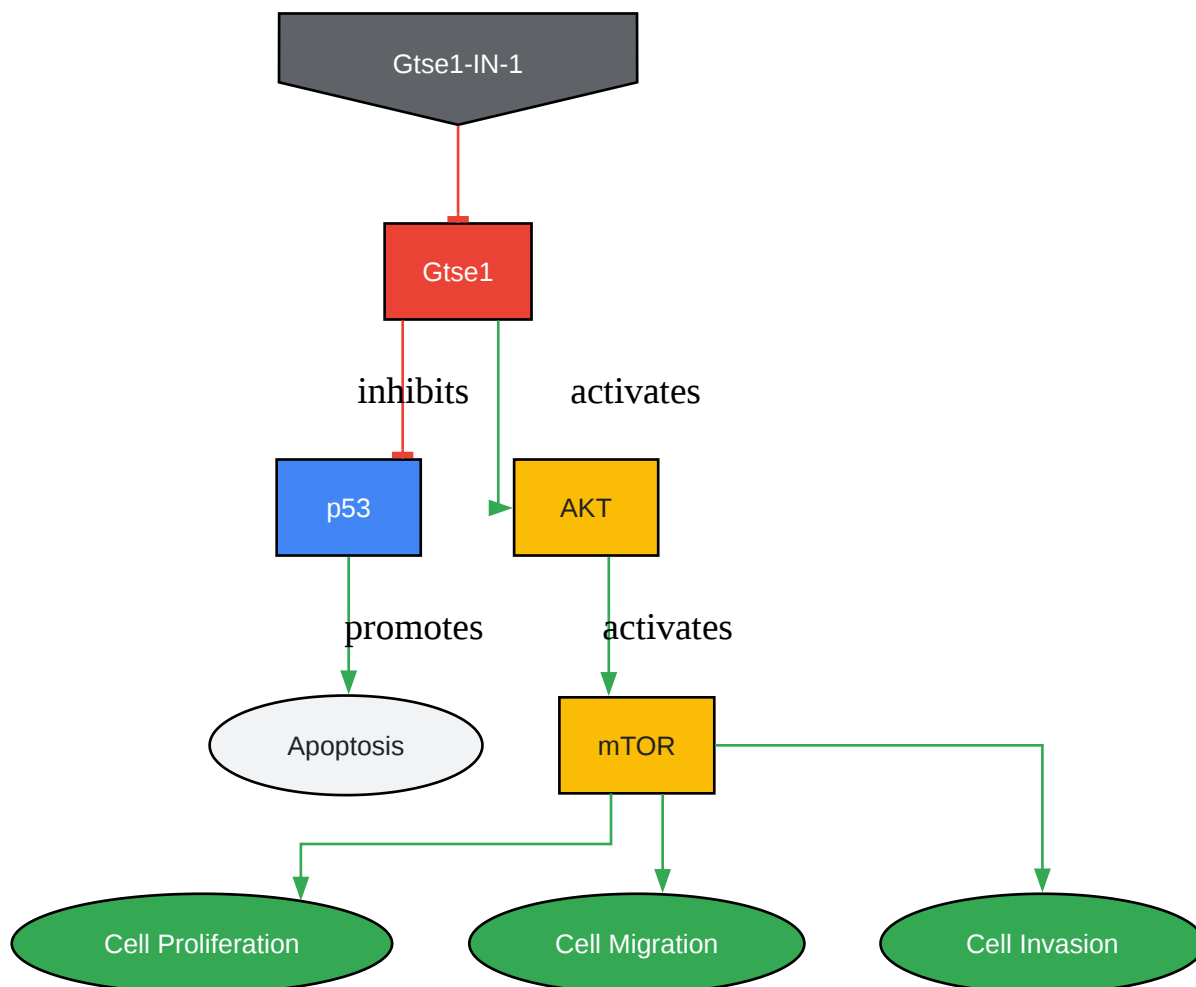 Gtse1-IN-1
Gtse1
inhibits
activates
p53
AKT
promotes
activates
Apoptosis
mTOR
Cell Proliferation
Cell Migration
Cell Invasion